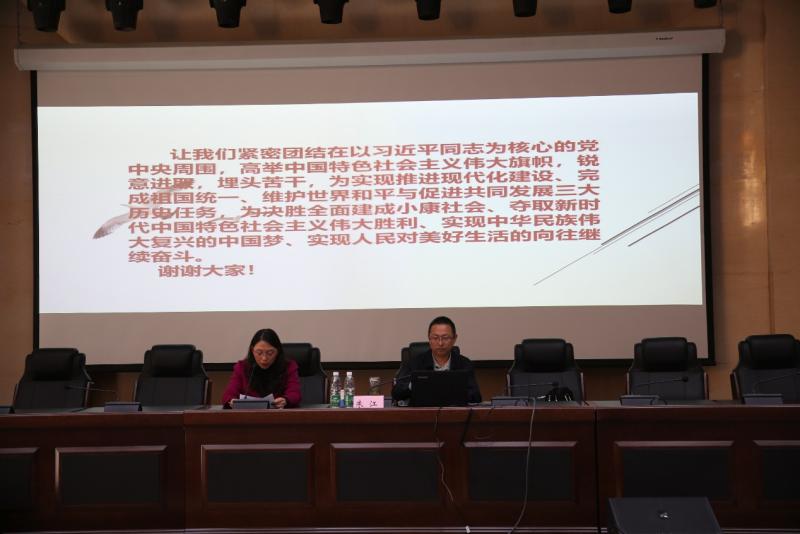 让我们紧密团结在以习近平同志为核心的党
中央周围，高举中国特色社会主义伟大旗帜，锐
意进取，埋头苦干，为实现推进现代化建设、完
成祖国统一、维护世界和平与促进共同发展三大
历史任务，为决胜全面建成小康社会、夺取新时
代中国特色社会主义伟大胜利、实现中华民族伟
大复兴的中国梦、实现人民对美好生活的向往继
续奋斗。
谢谢大家！
朱江